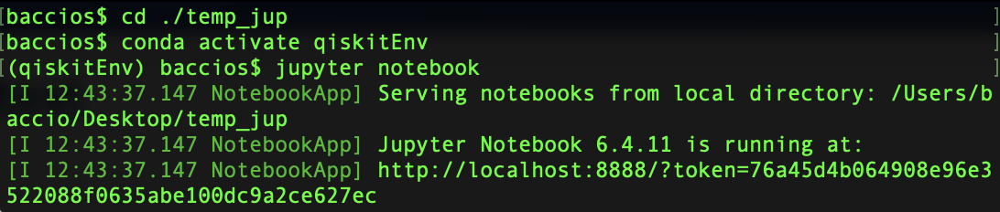 [baccios$ cd ./temp_jup ]
[baccios$ conda activate qiskitEnv ]
[(qiskitEnv) baccios$ jupyter notebook ]
[I 12:43:37.147 NotebookApp] Serving notebooks from local directory: /Users/b
accio/Desktop/temp_jup
[I 12:43:37.147 NotebookApp] Jupyter Notebook 6.4.11 is running at:
[I 12:43:37.147 NotebookApp] http://localhost:8888/?token=76a45d4b064908e96e3
522088f0635abe100dc9a2ce627ec